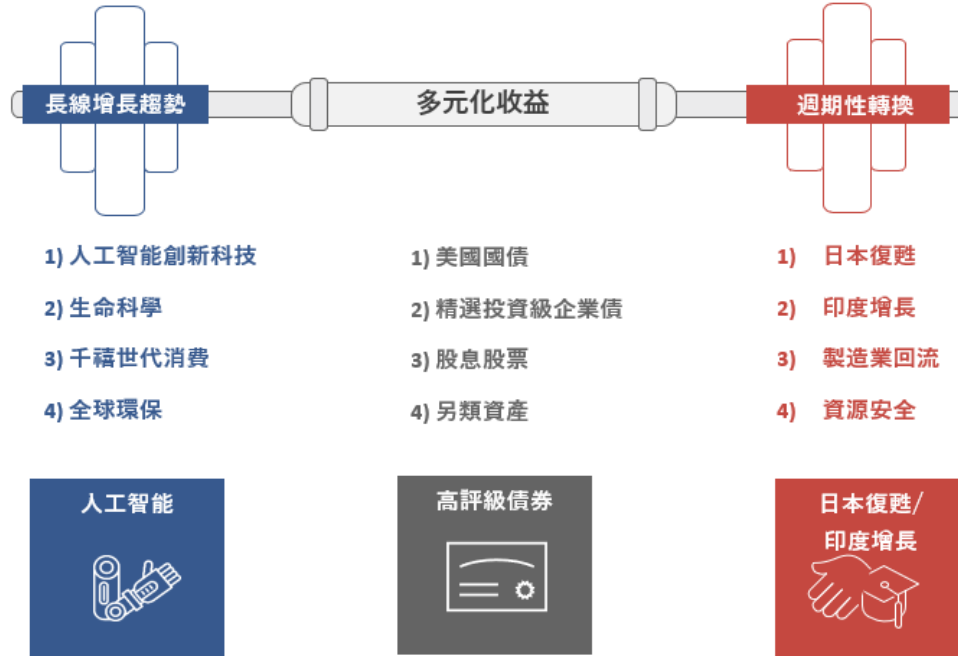 長線增長趨勢
多元化收益
週期性轉換
1) 人工智能創新科技
2) 生命科學
3) 千禧世代消費
4) 全球環保
1) 美國國債
2) 精選投資級企業債
3) 股息股票
4) 另類資產
1) 日本復甦
2) 印度增長
3) 製造業回流
4) 資源安全
人工智能
高評級債券
日本復甦/
印度增長